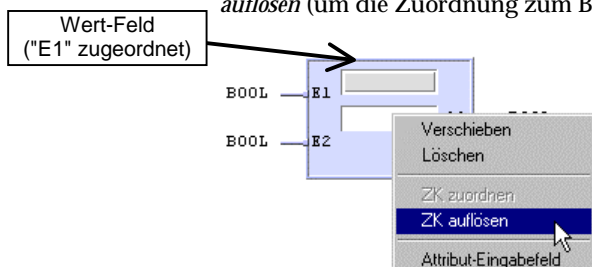 auflösen (um die Zuordnung zum B
Wert-Feld
("E1" zugeordnet)
BOOL
E1
BOOL
E2
Verschieben
Löschen
ZK zuordnen
ZK auflösen
Attribut-Eingabefeld